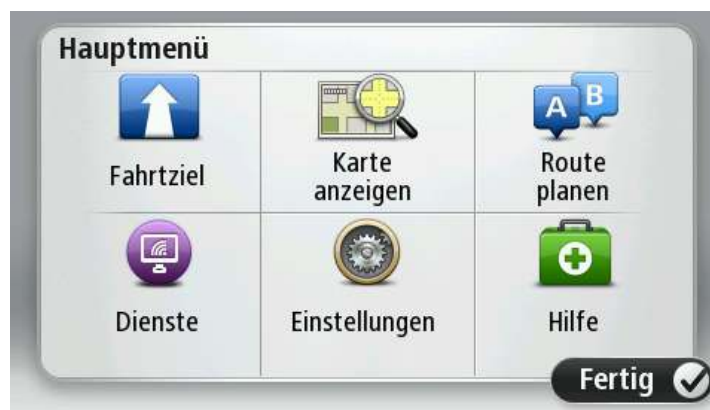 Hauptmenü
Fahrtziel
Karte
anzeigen
A B
Route
planen
Dienste
Einstellungen
Hilfe
Fertig